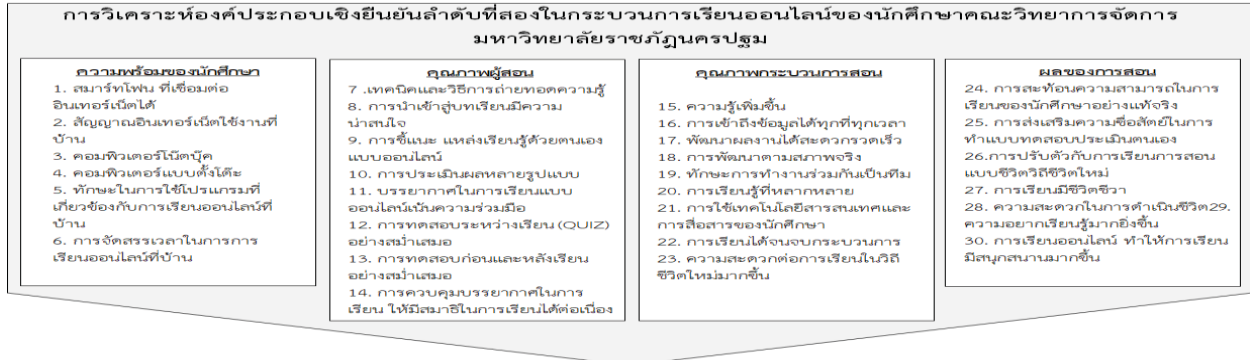 การวิเคราะห์องค์ประกอบเชิงยืนยันลำดับที่สองในกระบวนการเรียนออนไลน์ของนักศึกษาคณะวิทยาการจัดการ
มหาวิทยาลัยราชภัฏนครปฐม
ความพร้อมของนักศึกษา
1. สมาร์ทโฟน ที่เชื่อมต่อ
อินเทอร์เน็ตได้
2. สัญญาณอินเทอร์เน็ตใช้งานที่
บ้าน
3. คอมพิวเตอร์โน๊ตบุ๊ค
4. คอมพิวเตอร์แบบตั้งโต๊ะ
5. ทักษะในการใช้โปรแกรมที่
เกี่ยวข้องกับการเรียนออนไลน์ที่
บ้าน
6. การจัดสรรเวลาในการการ
เรียนออนไลน์ที่บ้าน
คุณภาพผู้สอน
7 .เทคนิคและวิธีการถ่ายทอดความรู้
8. การนำเข้าสู่บทเรียนมีความ
น่าสนใจ
9. การชี้แนะ แหล่งเรียนรู้ด้วยตนเอง
แบบออนไลน์
10. การประเมินผลหลายรูปแบบ
11. บรรยากาศในการเรียนแบบ
ออนไลน์เน้นความร่วมมือ
12. การทดสอบระหว่างเรียน (QUIZ)
อย่างสม่ำเสมอ
13. การทดสอบก่อนและหลังเรียน
อย่างสม่ำเสมอ
14. การควบคุมบรรยากาศในการ
เรียน ให้มีสมาธิในการเรียนได้ต่อเนื่อง
คุณภาพกระบวนการสอน
15. ความรู้เพิ่มขึ้น
16. การเข้าถึงข้อมูลได้ทุกที่ทุกเวลา
17. พัฒนาผลงานได้สะดวกรวดเร็ว
18. การพัฒนาตามสภาพจริง
19. ทักษะการทำงานร่วมกันเป็นทีม
20. การเรียนรู้ที่หลากหลาย
21. การใช้เทคโนโลยีสารสนเทศและ
การสื่อสารของนักศึกษา
22. การเรียนได้จนจบกระบวนการ
23. ความสะดวกต่อการเรียนในวิถี
ชีวิตใหม่มากขึ้น
ผลของการสอน
24. การสะท้อนความสามารถในการ
เรียนของนักศึกษาอย่างแท้จริง
25. การส่งเสริมความซื่อสัตย์ในการ
ทำแบบทดสอบประเมินตนเอง
26.การปรับตัวกับการเรียนการสอน
แบบชีวิตวิถีชีวิตใหม่
27. การเรียนมีชีวิตชีวา
28. ความสะดวกในการดำเนินชีวิต29.
ความอยากเรียนรู้มากยิ่งขึ้น
30. การเรียนออนไลน์ ทำให้การเรียน
มีสนุกสนานมากขึ้น